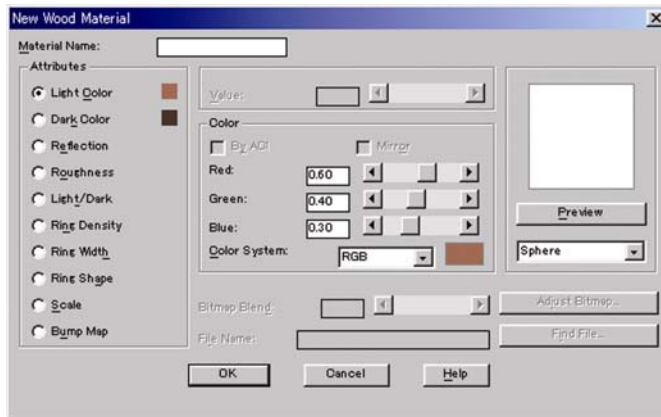 New Wood Material
Material Name:
Attributes
Light Color
Dark Color
Reflection
Roughness
Light/Dark
Ring Density
Ring Width
Ring Shape
Scale
Bump Map
Value:
Color
By ACI
Mirror
Red: 0.60
Green: 0.40
Blue: 0.30
Color System: RGB
Bitmap Blend:
File Name:
Preview
Sphere
Adjust Bitmap...
Find File...
OK Cancel Help